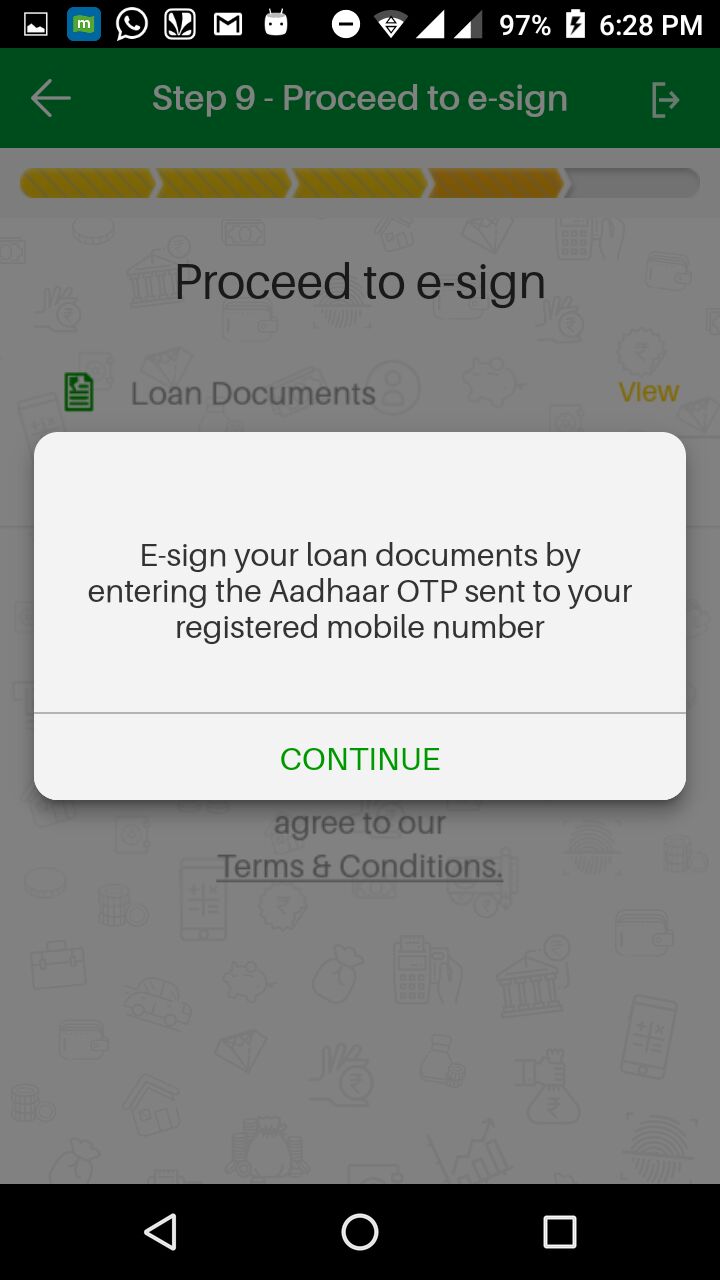 97% 6:28 PM
Step 9 - Proceed to e-sign
Proceed to e-sign
Loan Documents View
E-sign your loan documents by
entering the Aadhaar OTP sent to your
registered mobile number
CONTINUE
agree to our
Terms & Conditions.